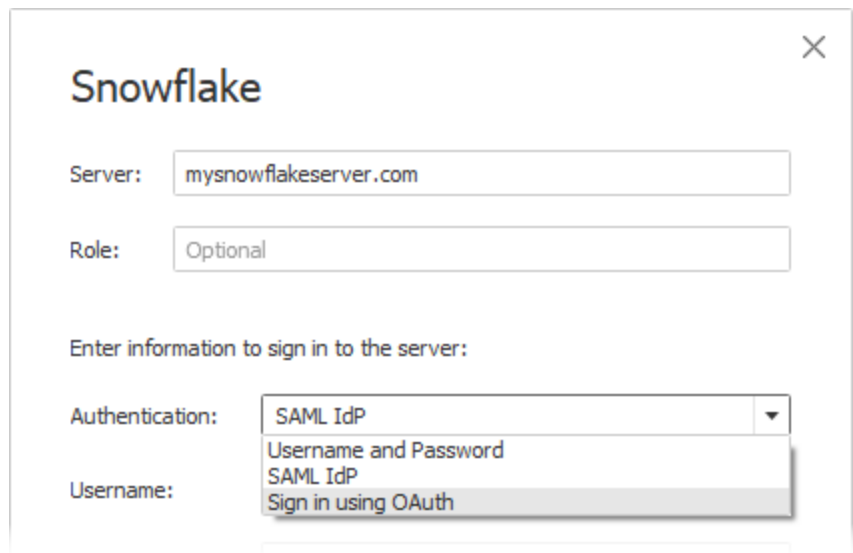 Snowflake
Server: mysnowflakeserver.com
Role: Optional
Enter information to sign in to the server:
Authentication: SAML IdP
Username and Password
SAML IdP
Username:
Sign in using OAuth